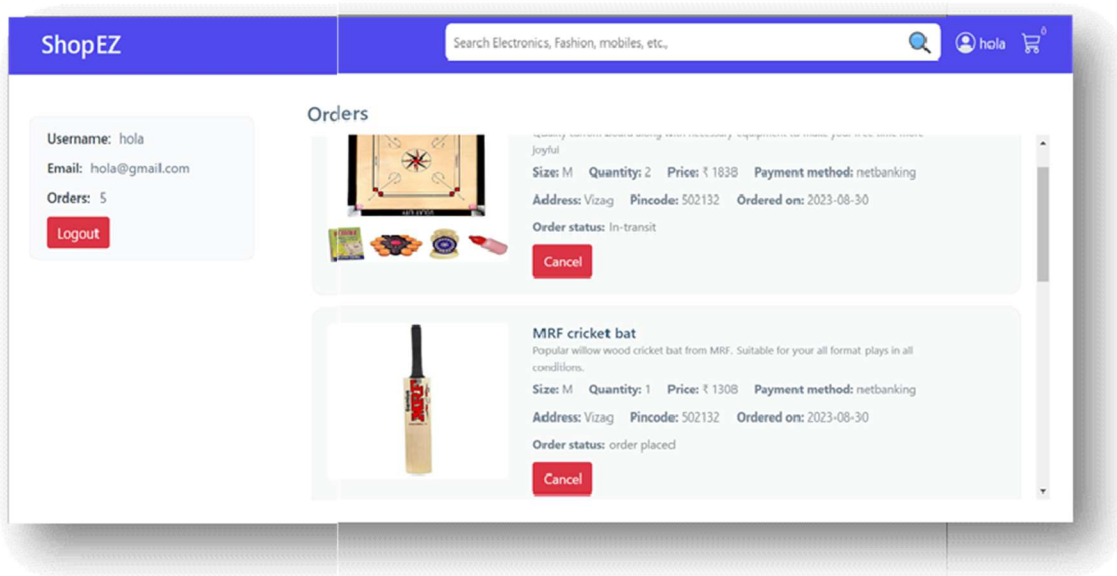 ShopEZ
Search Electronics, Fashion, mobiles, etc.,
hola
0
Username: hola
Email: hola@gmail.com
Orders: 5
Logout
Orders
joyful
Size: M Quantity: 2 Price: ₹ 1838 Payment method: netbanking
Address: Vizag Pincode: 502132 Ordered on: 2023-08-30
Order status: In-transit
Cancel
MRF cricket bat
Popular willow wood cricket bat from MRF. Suitable for your all format plays in all
conditions.
Size: M Quantity: 1 Price: ₹ 1308 Payment method: netbanking
Address: Vizag Pincode: 502132 Ordered on: 2023-08-30
Order status: order placed
Cancel
MRF